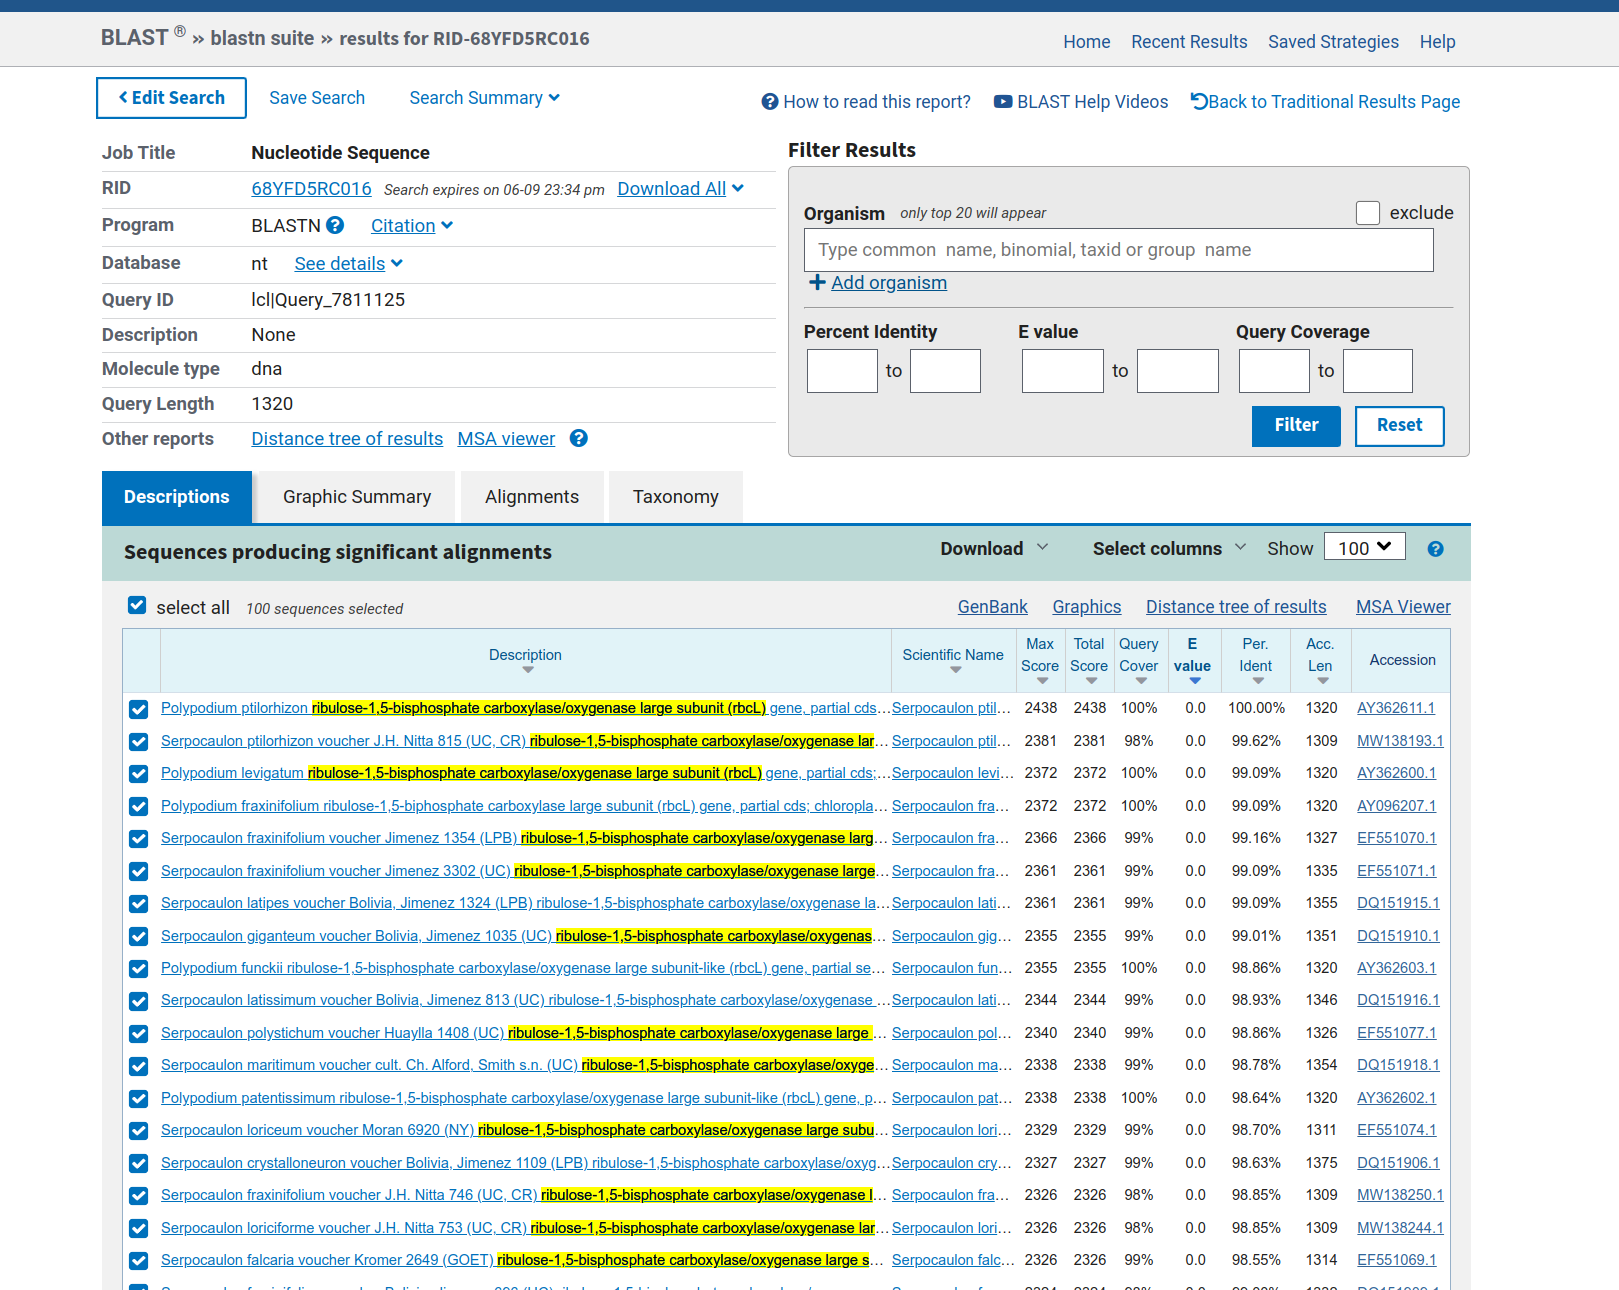 BLAST ® » blastn suite » results for RID-68YFD5RC016
Home Recent Results Saved Strategies Help
Edit Search Save Search Search Summary
How to read this report? BLAST Help Videos Back to Traditional Results Page
Job Title Nucleotide Sequence
RID 68YFD5RC016 Search expires on 06-09 23:34 pm Download All
Program BLASTN Citation
Database nt See details
Query ID lcl|Query_7811125
Description None
Molecule type dna
Query Length 1320
Other reports Distance tree of results MSA viewer
Filter Results
Organism only top 20 will appear exclude
Type common name, binomial, taxid or group name
Add organism
Percent Identity E value Query Coverage
to to to
Filter Reset
Descriptions Graphic Summary Alignments Taxonomy
Sequences producing significant alignments Download Select columns Show 100
select all 100 sequences selected GenBank Graphics Distance tree of results MSA Viewer
Description Scientific Name Max Score Total Score Query Cover E value Per. Ident Acc. Len Accession
Polypodium ptilorhizon ribulose-1,5-bisphosphate carboxylase/oxygenase large subunit (rbcL) gene, partial cds... Serpocaulon ptil... 2438 2438 100% 0.0 100.00% 1320 AY362611.1
Serpocaulon ptilorhizon voucher J.H. Nitta 815 (UC, CR) ribulose-1,5-bisphosphate carboxylase/oxygenase lar... Serpocaulon ptil... 2381 2381 98% 0.0 99.62% 1309 MW138193.1
Polypodium levigatum ribulose-1,5-bisphosphate carboxylase/oxygenase large subunit (rbcL) gene, partial cds;... Serpocaulon levi... 2372 2372 100% 0.0 99.09% 1320 AY362600.1
Polypodium fraxinifolium ribulose-1,5-biphosphate carboxylase large subunit (rbcL) gene, partial cds; chloropla... Serpocaulon fra... 2372 2372 100% 0.0 99.09% 1320 AY096207.1
Serpocaulon fraxinifolium voucher Jimenez 1354 (LPB) ribulose-1,5-bisphosphate carboxylase/oxygenase larg... Serpocaulon fra... 2366 2366 99% 0.0 99.16% 1327 EF551070.1
Serpocaulon fraxinifolium voucher Jimenez 3302 (UC) ribulose-1,5-bisphosphate carboxylase/oxygenase large... Serpocaulon fra... 2361 2361 99% 0.0 99.09% 1335 EF551071.1
Serpocaulon latipes voucher Bolivia, Jimenez 1324 (LPB) ribulose-1,5-bisphosphate carboxylase/oxygenase la... Serpocaulon lati... 2361 2361 99% 0.0 99.09% 1355 DQ151915.1
Serpocaulon giganteum voucher Bolivia, Jimenez 1035 (UC) ribulose-1,5-bisphosphate carboxylase/oxygenas... Serpocaulon gig... 2355 2355 99% 0.0 99.01% 1351 DQ151910.1
Polypodium funckii ribulose-1,5-bisphosphate carboxylase/oxygenase large subunit-like (rbcL) gene, partial se... Serpocaulon fun... 2355 2355 100% 0.0 98.86% 1320 AY362603.1
Serpocaulon latissimum voucher Bolivia, Jimenez 813 (UC) ribulose-1,5-bisphosphate carboxylase/oxygenase ... Serpocaulon lati... 2344 2344 99% 0.0 98.93% 1346 DQ151916.1
Serpocaulon polystichum voucher Huaylla 1408 (UC) ribulose-1,5-bisphosphate carboxylase/oxygenase large ... Serpocaulon pol... 2340 2340 99% 0.0 98.86% 1326 EF551077.1
Serpocaulon maritimum voucher cult. Ch. Alford, Smith s.n. (UC) ribulose-1,5-bisphosphate carboxylase/oxyge... Serpocaulon ma... 2338 2338 99% 0.0 98.78% 1354 DQ151918.1
Polypodium patentissimum ribulose-1,5-bisphosphate carboxylase/oxygenase large subunit-like (rbcL) gene, p... Serpocaulon pat... 2338 2338 100% 0.0 98.64% 1320 AY362602.1
Serpocaulon loriceum voucher Moran 6920 (NY) ribulose-1,5-bisphosphate carboxylase/oxygenase large subu... Serpocaulon lori... 2329 2329 99% 0.0 98.70% 1311 EF551074.1
Serpocaulon crystalloneuron voucher Bolivia, Jimenez 1109 (LPB) ribulose-1,5-bisphosphate carboxylase/oxyg... Serpocaulon cry... 2327 2327 99% 0.0 98.63% 1375 DQ151906.1
Serpocaulon fraxinifolium voucher J.H. Nitta 746 (UC, CR) ribulose-1,5-bisphosphate carboxylase/oxygenase l... Serpocaulon fra... 2326 2326 98% 0.0 98.85% 1309 MW138250.1
Serpocaulon loriciforme voucher J.H. Nitta 753 (UC, CR) ribulose-1,5-bisphosphate carboxylase/oxygenase lar... Serpocaulon lori... 2326 2326 98% 0.0 98.85% 1309 MW138244.1
Serpocaulon falcaria voucher Kromer 2649 (GOET) ribulose-1,5-bisphosphate carboxylase/oxygenase large s... Serpocaulon falc... 2326 2326 99% 0.0 98.55% 1314 EF551069.1